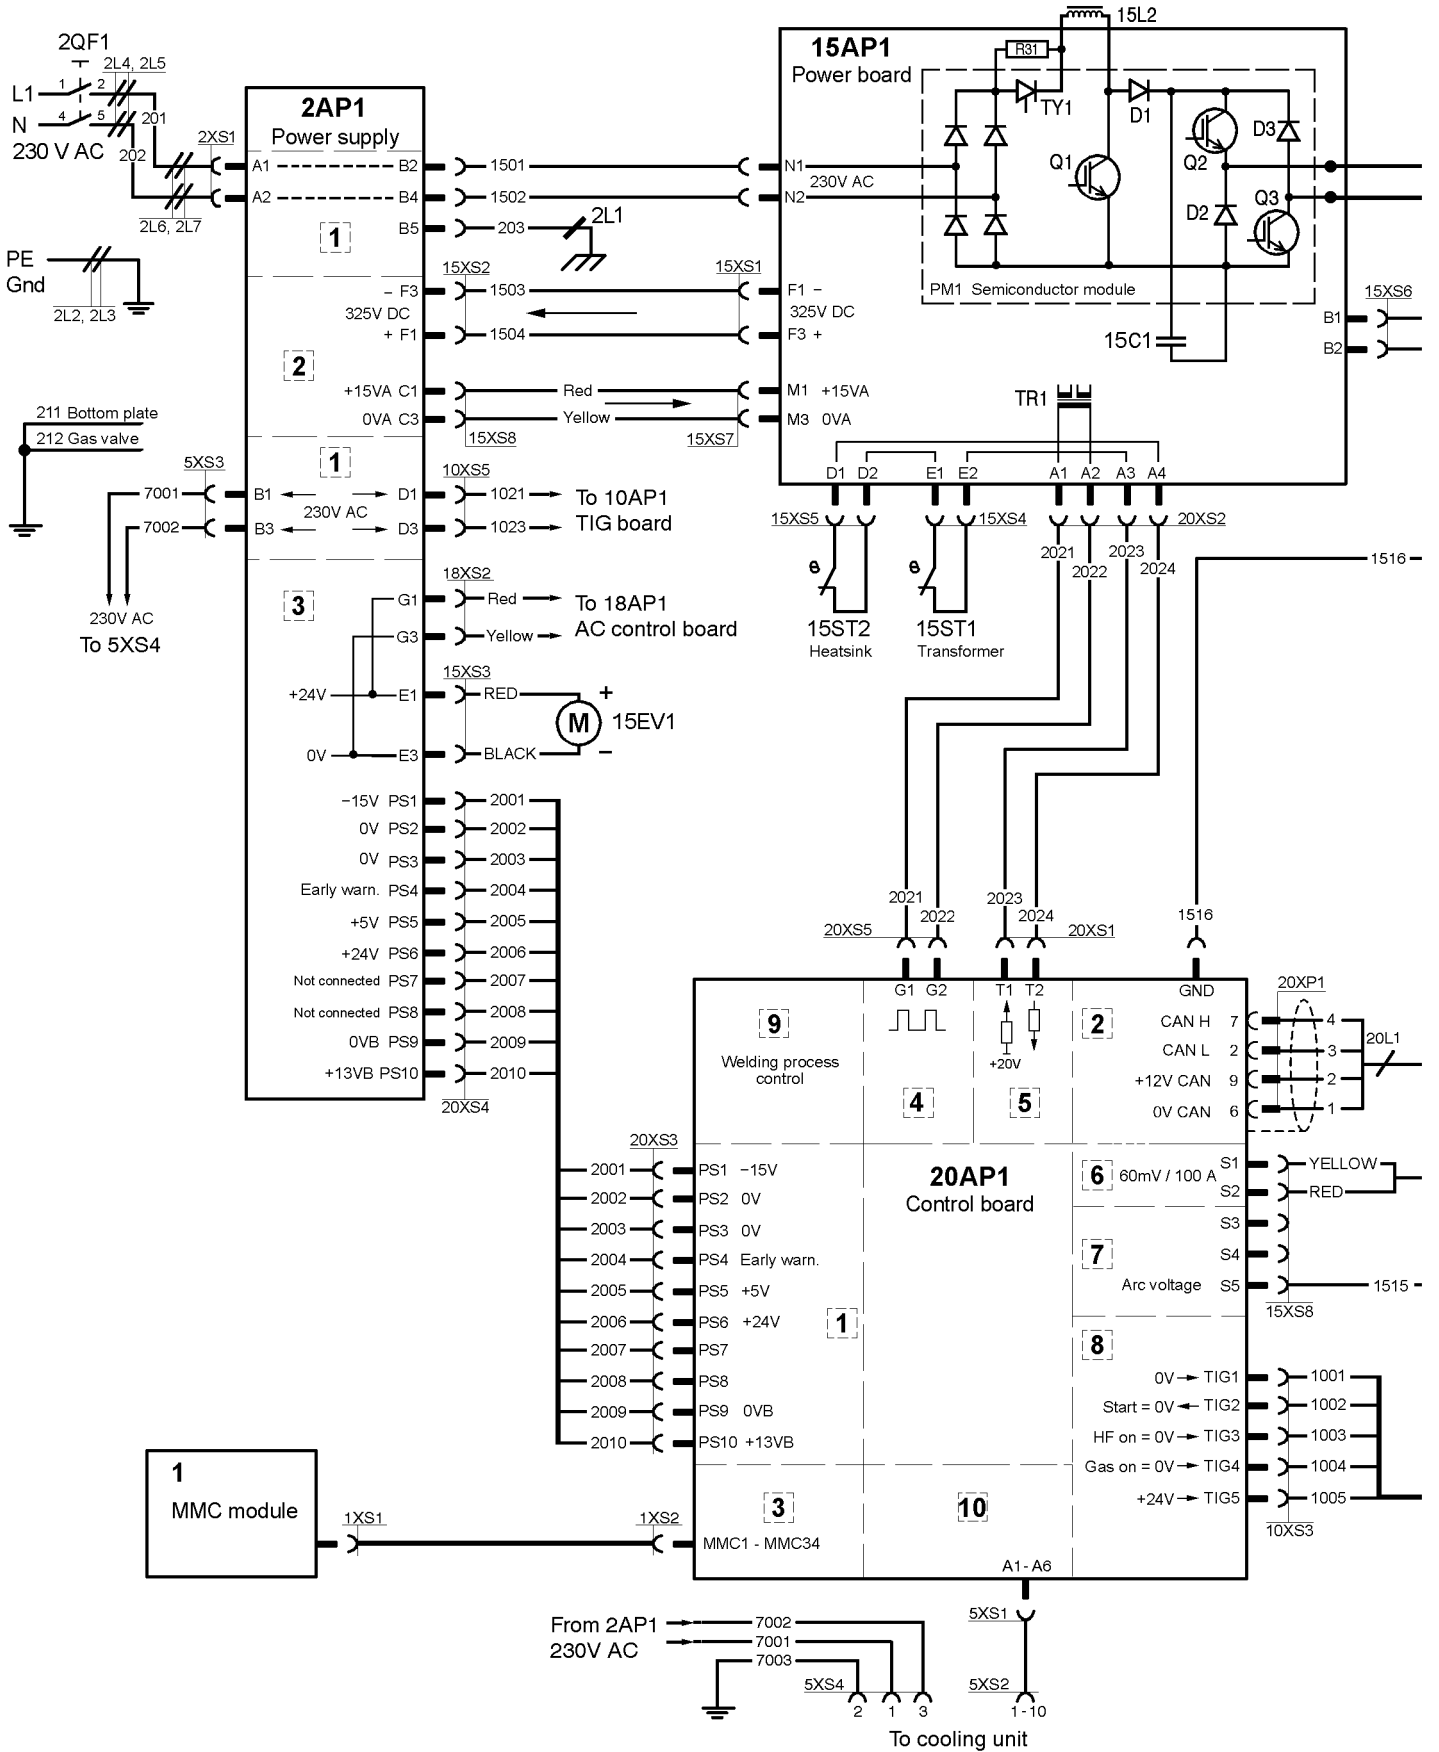 2QF1
2L4, 2L5
L1
1
2
N
4
5
201
230 V AC
202
2XS1
2L6, 2L7
PE
Gnd
2L2, 2L3
2AP1
Power supply
A1
B2
1501
A2
B4
1502
1
B5
203
2L1
15XS2
15XS1
– F3
1503
F1 –
325V DC
325V DC
+ F1
1504
F3 +
2
+15VA C1
Red
M1 +15VA
0VA C3
Yellow
M3 0VA
15XS8
15XS7
211 Bottom plate
212 Gas valve
1
5XS3
10XS5
7001
B1
D1
1021
230V AC
To 10AP1
TIG board
7002
B3
D3
1023
230V AC
To 5XS4
3
18XS2
G1
Red
To 18AP1
AC control board
G3
Yellow
15XS3
+24V
E1
RED
+
M
15EV1
0V
E3
BLACK
–
–15V PS1
2001
0V PS2
2002
0V PS3
2003
Early warn. PS4
2004
+5V PS5
2005
+24V PS6
2006
Not connected PS7
2007
Not connected PS8
2008
0VB PS9
2009
+13VB PS10
2010
20XS4
15L2
15AP1
Power board
R31
TY1
D1
Q1
Q2
D3
D2
Q3
N1
230V AC
N2
PM1 Semiconductor module
15C1
15XS6
B1
B2
TR1
D1
D2
E1
E2
A1
A2
A3
A4
15XS5
15XS4
20XS2
2021
2022
2023
2024
θ
θ
15ST2
Heatsink
15ST1
Transformer
1516
2021
2022
2023
2024
1516
20XS5
20XS1
G1
G2
T1
T2
GND
20XP1
9
Welding process
control
4
+20V
5
2
CAN H 7
4
CAN L 2
3
+12V CAN 9
2
0V CAN 6
1
20L1
20XS3
2001
PS1 –15V
2002
PS2 0V
2003
PS3 0V
2004
PS4 Early warn.
2005
PS5 +5V
2006
PS6 +24V
2007
PS7
2008
PS8
2009
PS9 0VB
2010
PS10 +13VB
1
20AP1
Control board
6
60mV / 100 A
S1
YELLOW
S2
RED
S3
7
S4
Arc voltage
S5
1515
15XS8
8
0V
TIG1
1001
Start = 0V
TIG2
1002
HF on = 0V
TIG3
1003
Gas on = 0V
TIG4
1004
+24V
TIG5
1005
10XS3
1
MMC module
1XS1
1XS2
3
MMC1 - MMC34
10
A1- A6
5XS1
From 2AP1
230V AC
7002
7001
7003
5XS4
2
1
3
5XS2
1-10
To cooling unit